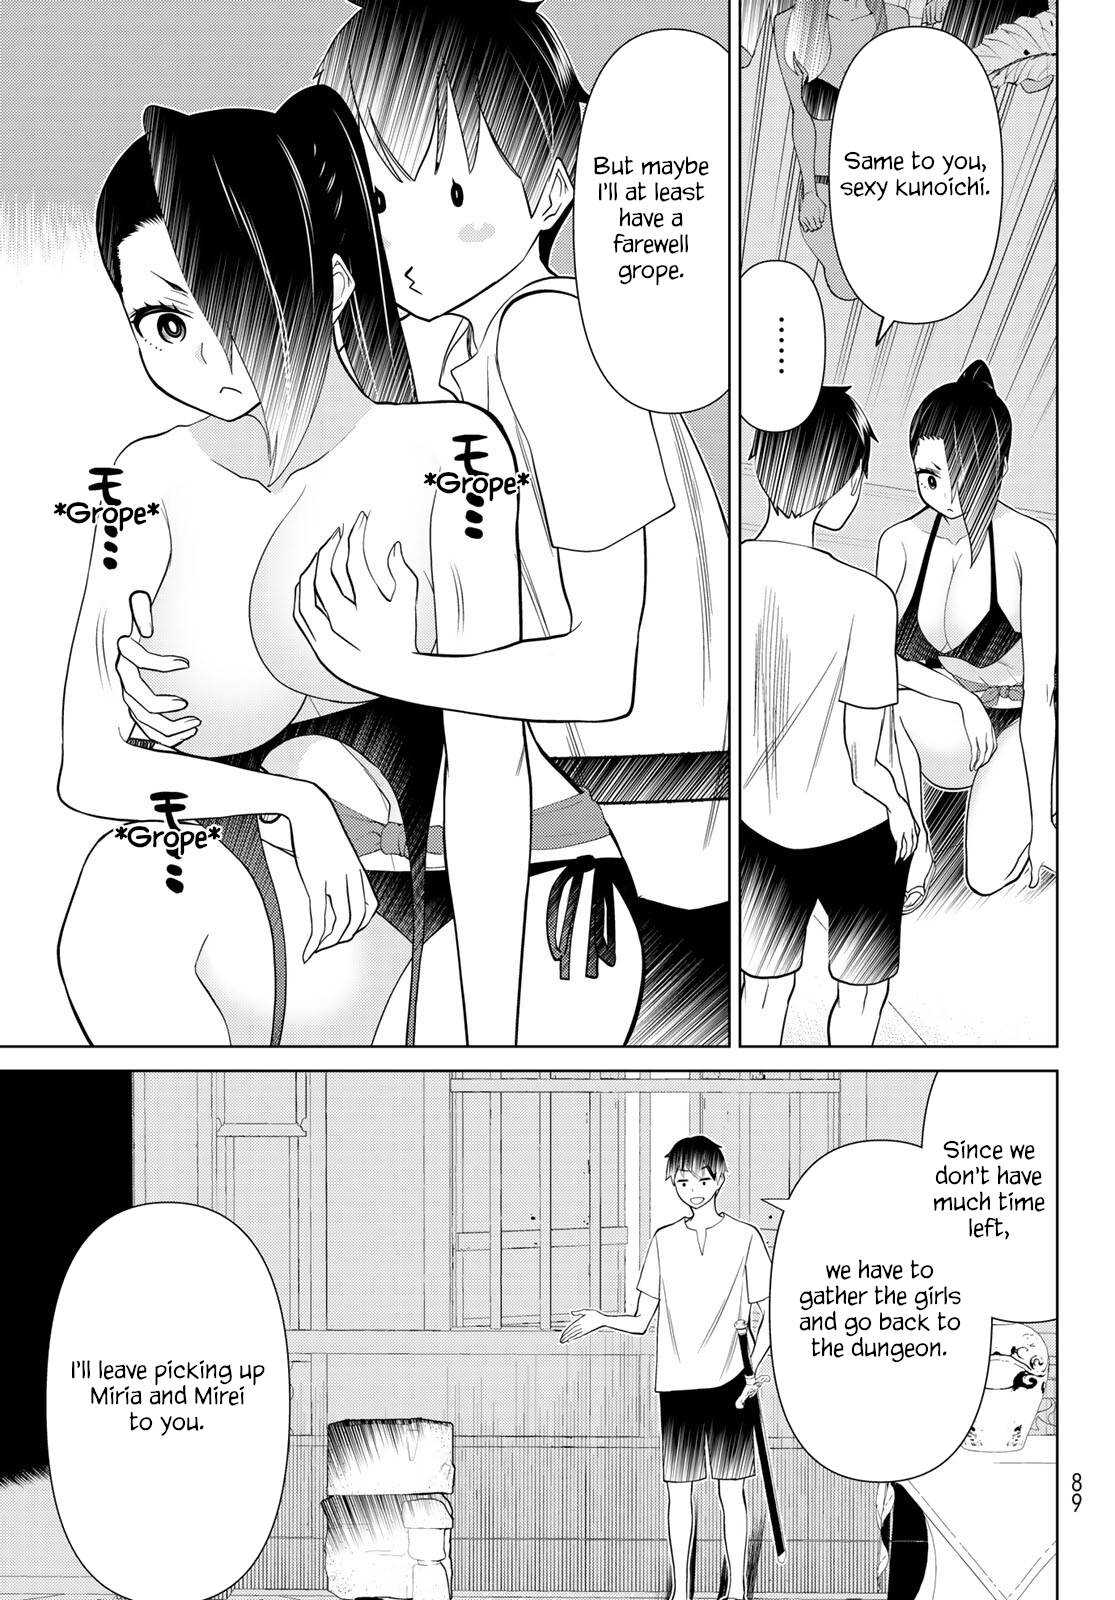 Same to you,
sexy kunoichi.
……
But maybe
I'll at least
have a
farewell
grope.
モ…
*Grope*
モ…
*Grope*
モ…
*Grope*
Since we
don't have
much time
left,
we have to
gather the girls
and go back to
the dungeon.
I'll leave picking up
Miria and Mirei
to you.
89